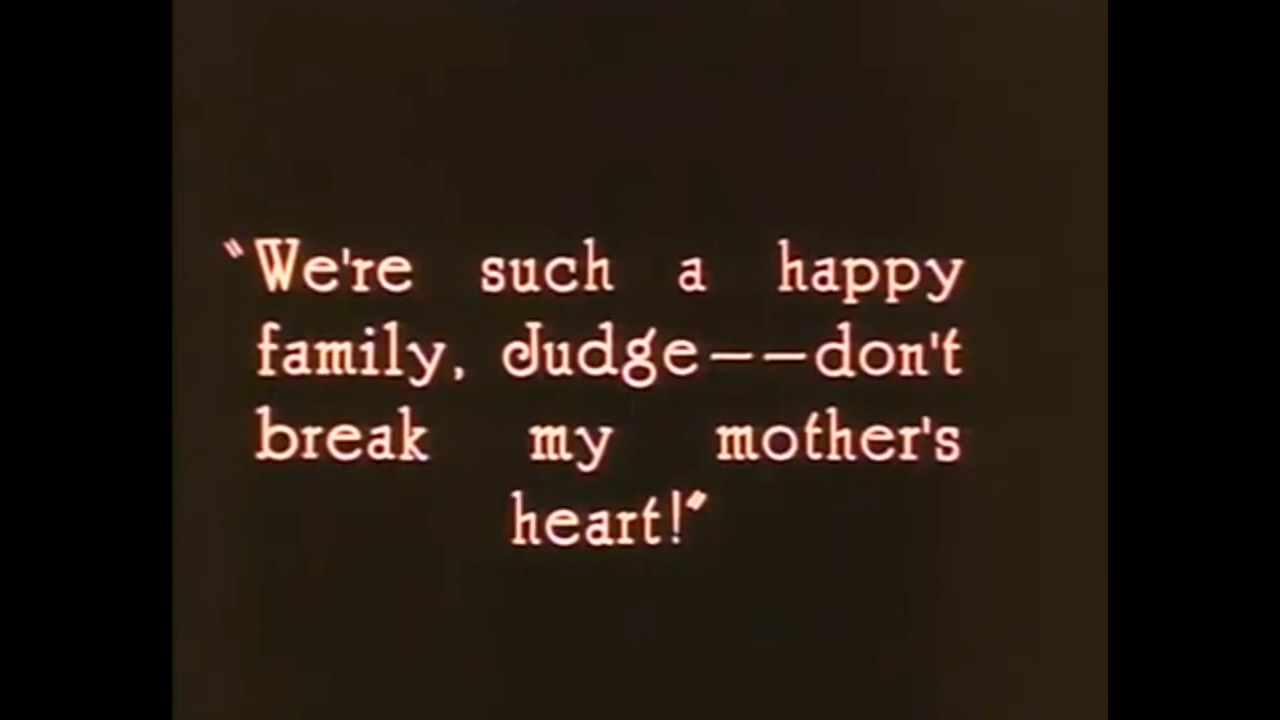 "We're such a happy
family, Judge--don't
break my mother's
heart!"